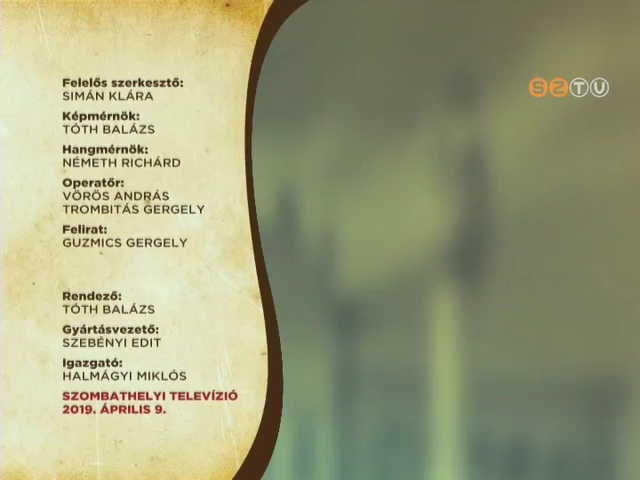 Felelős szerkesztő:
SIMÁN KLÁRA
Képmérnök:
TÓTH BALÁZS
Hangmérnök:
NÉMETH RICHÁRD
Operatőr:
VÖRÖS ANDRÁS
TROMBITÁS GERGELY
Felirat:
GUZMICS GERGELY
Rendező:
TÓTH BALÁZS
Gyártásvezető:
SZEBÉNYI EDIT
Igazgató:
HALMÁGYI MIKLÓS
SZOMBATHELYI TELEVÍZIÓ
2019. ÁPRILIS 9.
SZTV